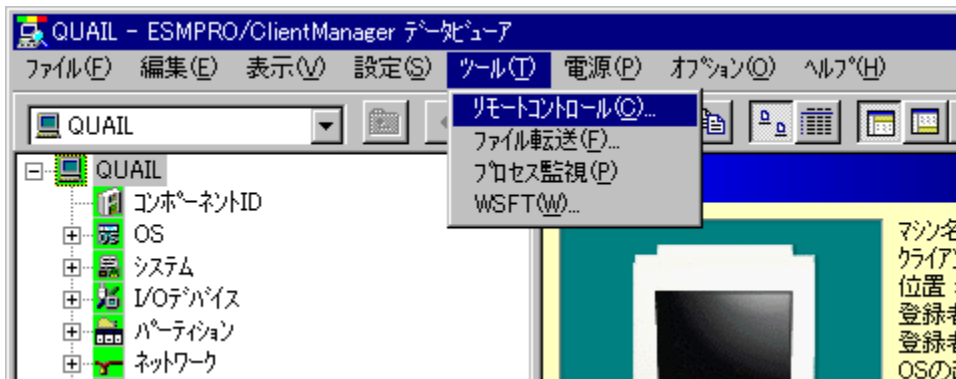 QUAIL - ESMPRO/ClientManager ﾃﾞｰﾀﾋﾞｭｰｱ
ﾌｧｲﾙ(F) 編集(E) 表示(V) 設定(S) ﾂｰﾙ(T) 電源(P) ｵﾌﾟｼｮﾝ(O) ﾍﾙﾌﾟ(H)
QUAIL
ﾘﾓｰﾄｺﾝﾄﾛｰﾙ(C)...
ﾌｧｲﾙ転送(F)...
ﾌﾟﾛｾｽ監視(P)
WSFT(W)...
QUAIL
ｺﾝﾎﾟｰﾈﾝﾄID
OS
ｼｽﾃﾑ
I/Oﾃﾞﾊﾞｲｽ
ﾊﾟｰﾃｨｼｮﾝ
ﾈｯﾄﾜｰｸ
ﾏｼﾝ名
ｸﾗｲｱ
位置 :
登録者
登録者
OSの